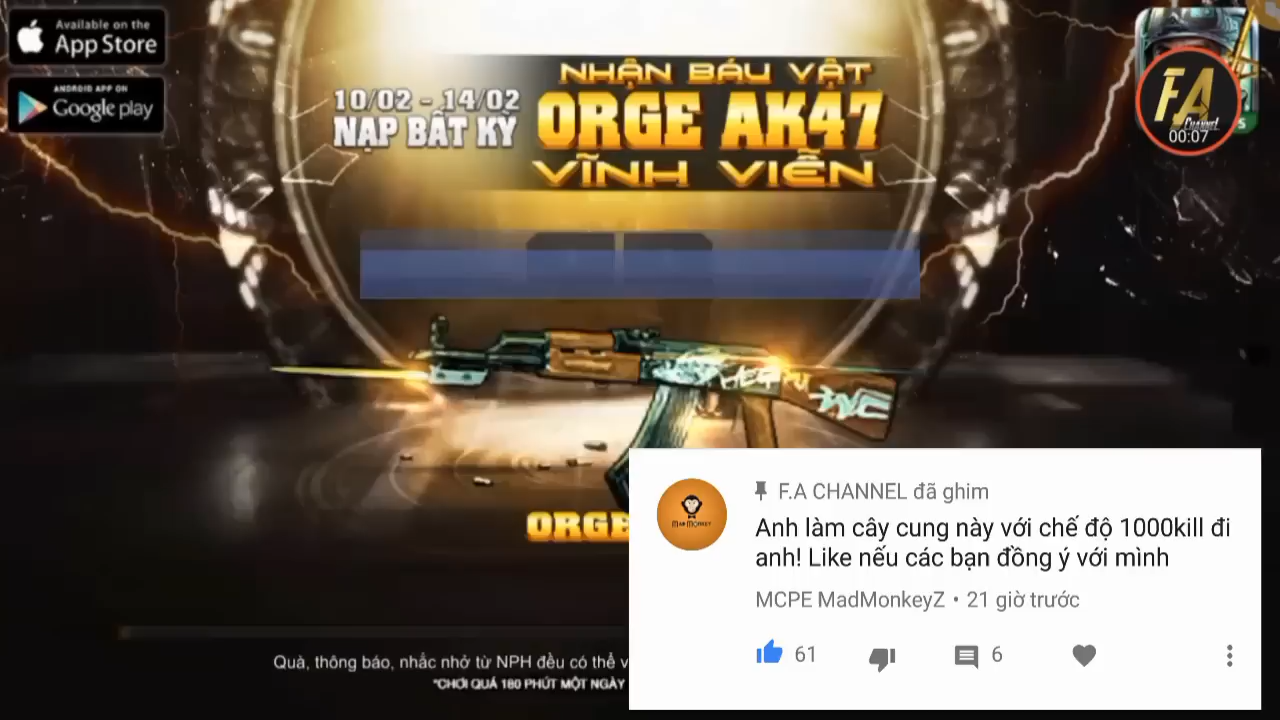 Available on the
App Store
ANDROID APP ON
Google play
NHẬN BÁU VẬT
10/02 - 14/02
ORGE AK47
NẠP BẤT KỲ
VĨNH VIỄN
F.A
CHANNEL
00:07
S
ORGE
F.A CHANNEL đã ghim
MAD MONKEY
Anh làm cây cung này với chế độ 1000kill đi
anh! Like nếu các bạn đồng ý với mình
MCPE MadMonkeyZ • 21 giờ trước
61
6
Quà, thông báo, nhắc nhở từ NPH đều có thể
"CHƠI QUÁ 180 PHÚT MỘT NGÀY